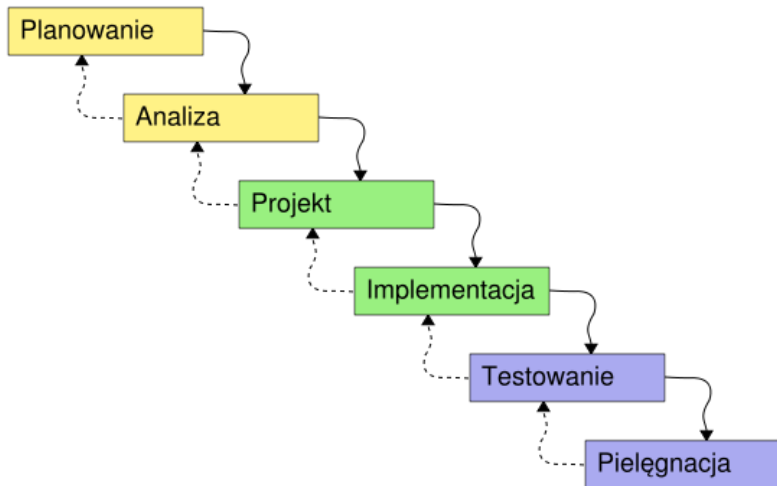 Planowanie
Analiza
Projekt
Implementacja
Testowanie
Pielęgnacja